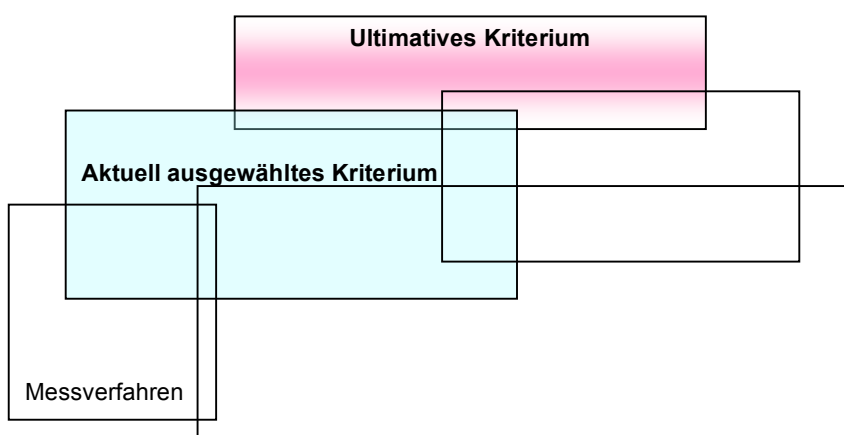 Ultimatives Kriterium
Aktuell ausgewähltes Kriterium
Messverfahren